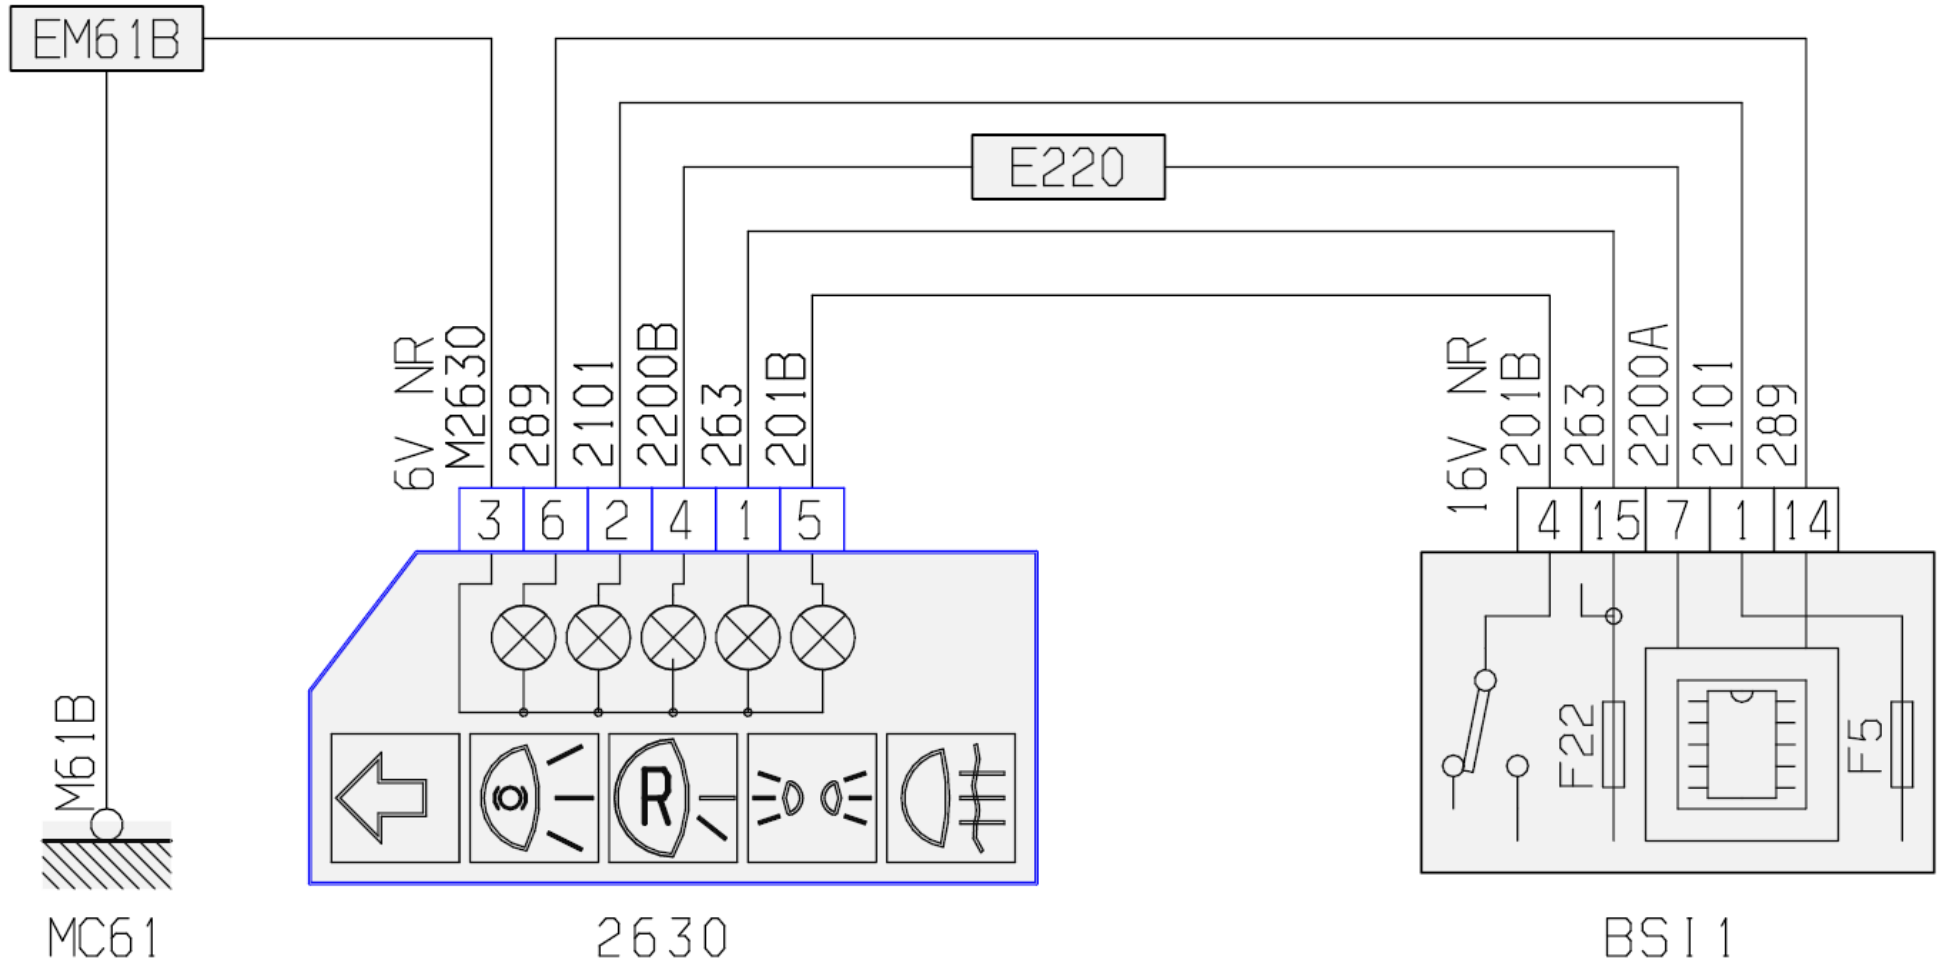 EM61B
E220
6V NR
M2630
289
2101
2200B
263
201B
16V NR
201B
263
2200A
2101
289
3 6 2 4 1 5
4 15 7 1 14
M61B
F22
F5
R
MC61
2630
BSI1